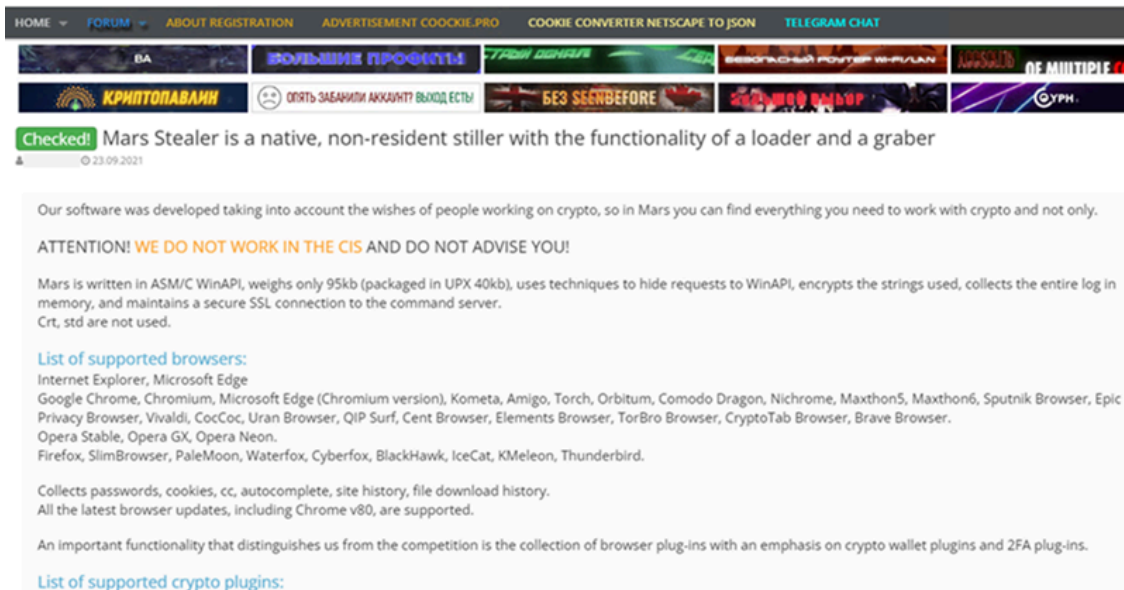 HOME FORUM ABOUT REGISTRATION ADVERTISEMENT COOCKIE.PRO COOKIE CONVERTER NETSCAPE TO JSON TELEGRAM CHAT
ВА БОЛЬШИЕ ПРОФИТЫ БЕЗОПАСНЫЙ РОУТЕР WI-FI/LAN OF MULTIPLE
КРИПТОПАВЛИН ОПЯТЬ ЗАБАНИЛИ АККАУНТ? ВЫХОД ЕСТЬ! БЕЗ SEENBEFORE
Checked! Mars Stealer is a native, non-resident stiller with the functionality of a loader and a graber
23.09.2021
Our software was developed taking into account the wishes of people working on crypto, so in Mars you can find everything you need to work with crypto and not only.
ATTENTION! WE DO NOT WORK IN THE CIS AND DO NOT ADVISE YOU!
Mars is written in ASM/C WinAPI, weighs only 95kb (packaged in UPX 40kb), uses techniques to hide requests to WinAPI, encrypts the strings used, collects the entire log in
memory, and maintains a secure SSL connection to the command server.
Crt, std are not used.
List of supported browsers:
Internet Explorer, Microsoft Edge
Google Chrome, Chromium, Microsoft Edge (Chromium version), Kometa, Amigo, Torch, Orbitum, Comodo Dragon, Nichrome, Maxthon5, Maxthon6, Sputnik Browser, Epic
Privacy Browser, Vivaldi, CocCoc, Uran Browser, QIP Surf, Cent Browser, Elements Browser, TorBro Browser, CryptoTab Browser, Brave Browser.
Opera Stable, Opera GX, Opera Neon.
Firefox, SlimBrowser, PaleMoon, Waterfox, Cyberfox, BlackHawk, IceCat, KMeleon, Thunderbird.
Collects passwords, cookies, cc, autocomplete, site history, file download history.
All the latest browser updates, including Chrome v80, are supported.
An important functionality that distinguishes us from the competition is the collection of browser plug-ins with an emphasis on crypto wallet plugins and 2FA plug-ins.
List of supported crypto plugins: